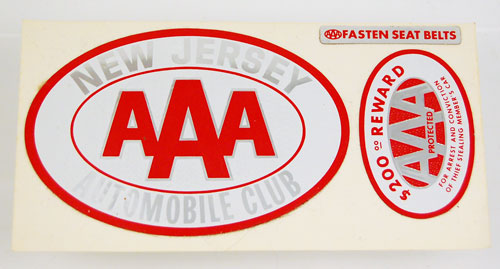 NEW JERSEY
AAA
AUTOMOBILE CLUB
AAA FASTEN SEAT BELTS
$200.00 REWARD
AAA
PROTECTED
FOR ARREST AND CONVICTION
OF THIEF STEALING MEMBER'S CAR